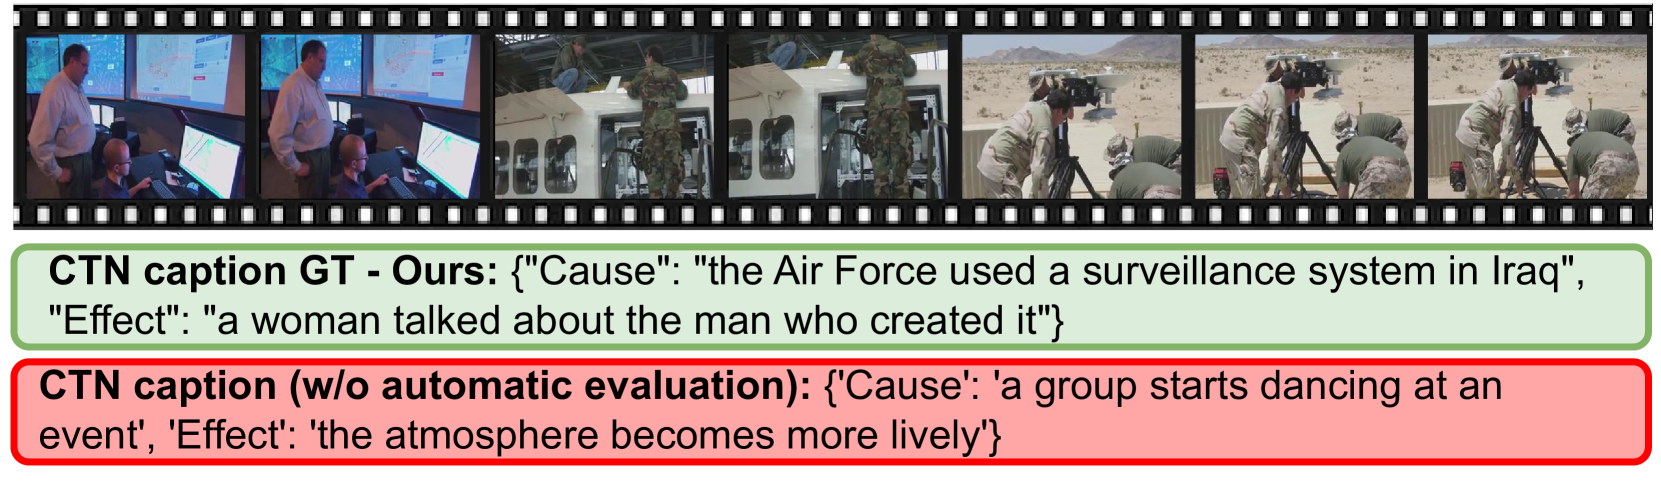 CTN caption GT - Ours: {"Cause": "the Air Force used a surveillance system in Iraq",
"Effect": "a woman talked about the man who created it"}
CTN caption (w/o automatic evaluation): {'Cause': 'a group starts dancing at an
event', 'Effect': 'the atmosphere becomes more lively'}